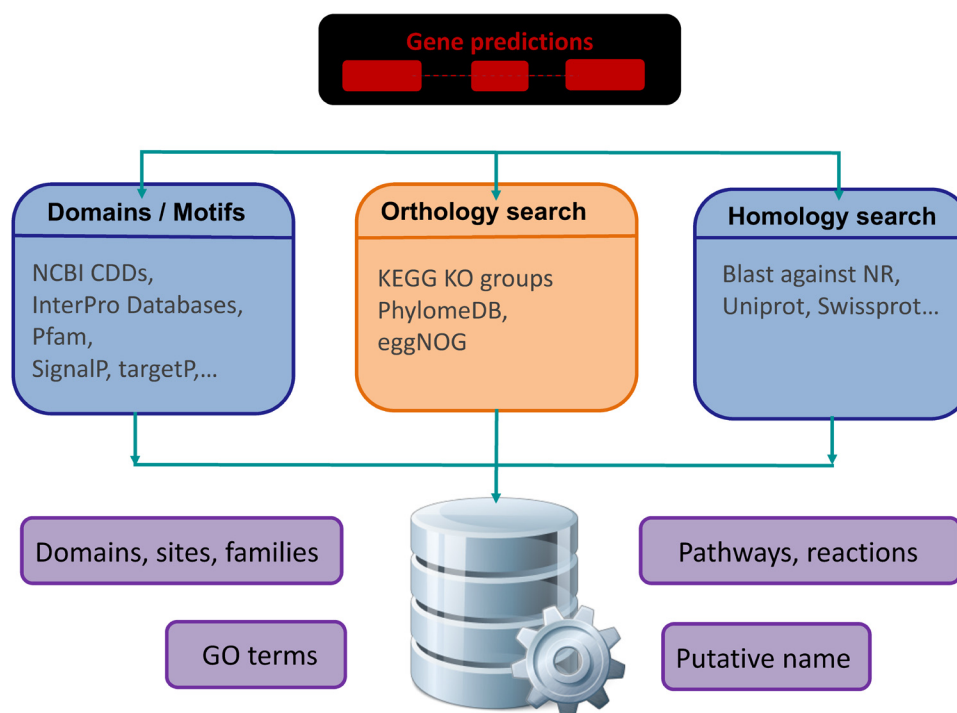 Gene predictions
Domains / Motifs
NCBI CDDs,
InterPro Databases,
Pfam,
SignalP, targetP,...
Orthology search
KEGG KO groups
PhylomeDB,
eggNOG
Homology search
Blast against NR,
Uniprot, Swissprot...
Domains, sites, families
Pathways, reactions
GO terms
Putative name